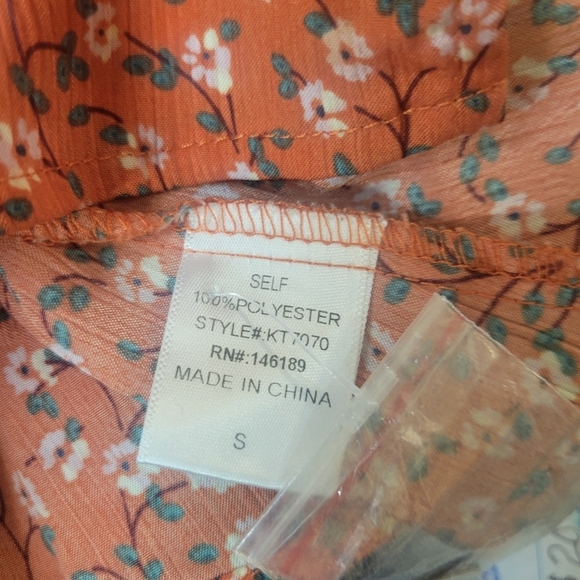 SELF
100%POLYESTER
STYLE#:KT7070
RN#:146189
MADE IN CHINA
S